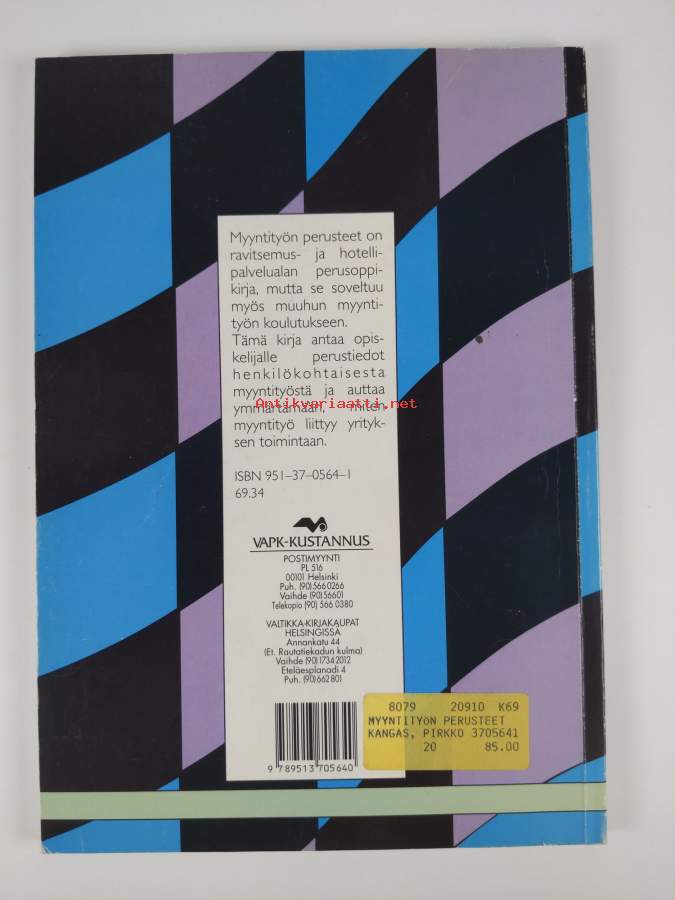 Myyntityön perusteet on
ravitsemus- ja hotelli-
palvelualan perusoppi-
kirja, mutta se soveltuu
myös muuhun myynti-
työn koulutukseen.
Tämä kirja antaa opis-
kelijalle perustiedot
henkilökohtaisesta
myyntityöstä ja auttaa
Antikvariaatti.net
ymmärtämään, miten
myyntityö liittyy yrityk-
sen toimintaan.
ISBN 951-37-0564-1
69.34
VAPK-KUSTANNUS
POSTIMYYNTI
PL 516
00101 Helsinki
Puh. (90) 566 0266
Vaihde (90) 56601
Telekopio (90) 566 0380
VALTIKKA-KIRJAKAUPAT
HELSINGISSÄ
Annankatu 44
(Et. Rautatiekadun kulma)
Vaihde (90) 1734 2012
Eteläesplanadi 4
Puh. (90) 662 801
9 789513 705640
8079 20910 K69
MYYNTITYÖN PERUSTEET
KANGAS, PIRKKO 3705641
20 85.00